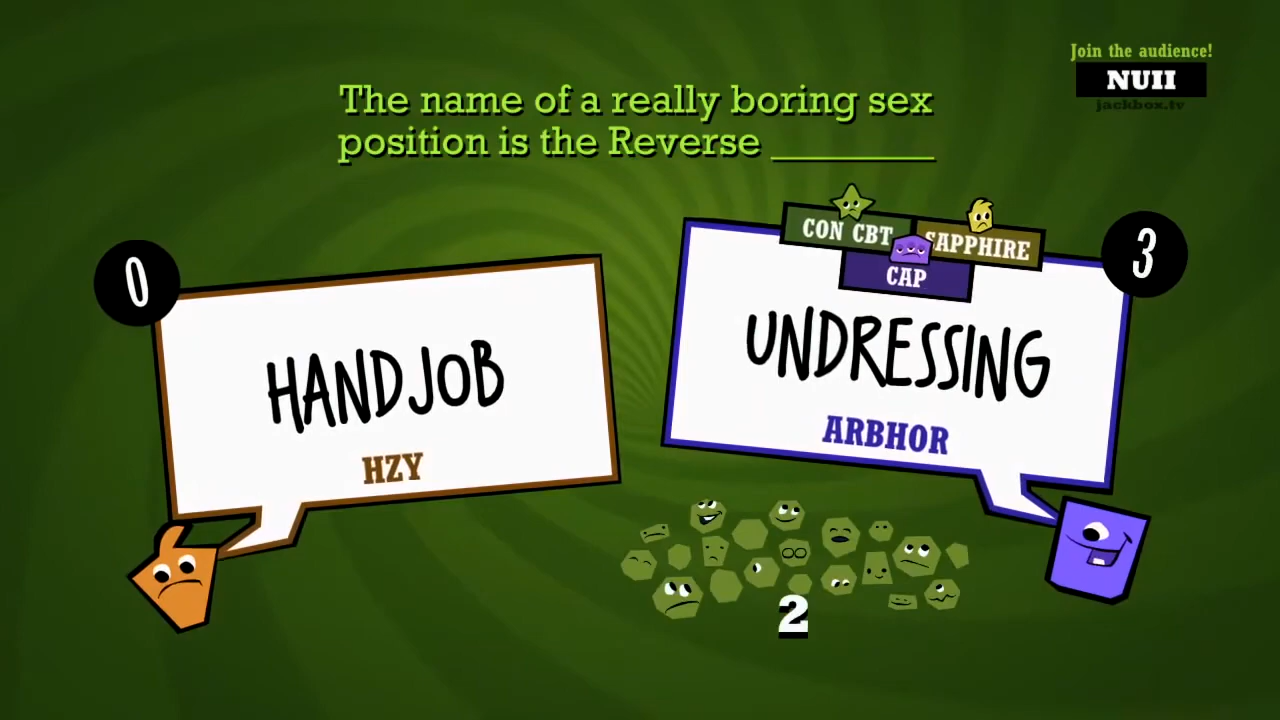 Join the audience!
NUII
jackbox.tv
The name of a really boring sex
position is the Reverse ________
0
HANDJOB
HZY
CON CBT
SAPPHIRE
CAP
3
UNDRESSING
ARBHOR
2